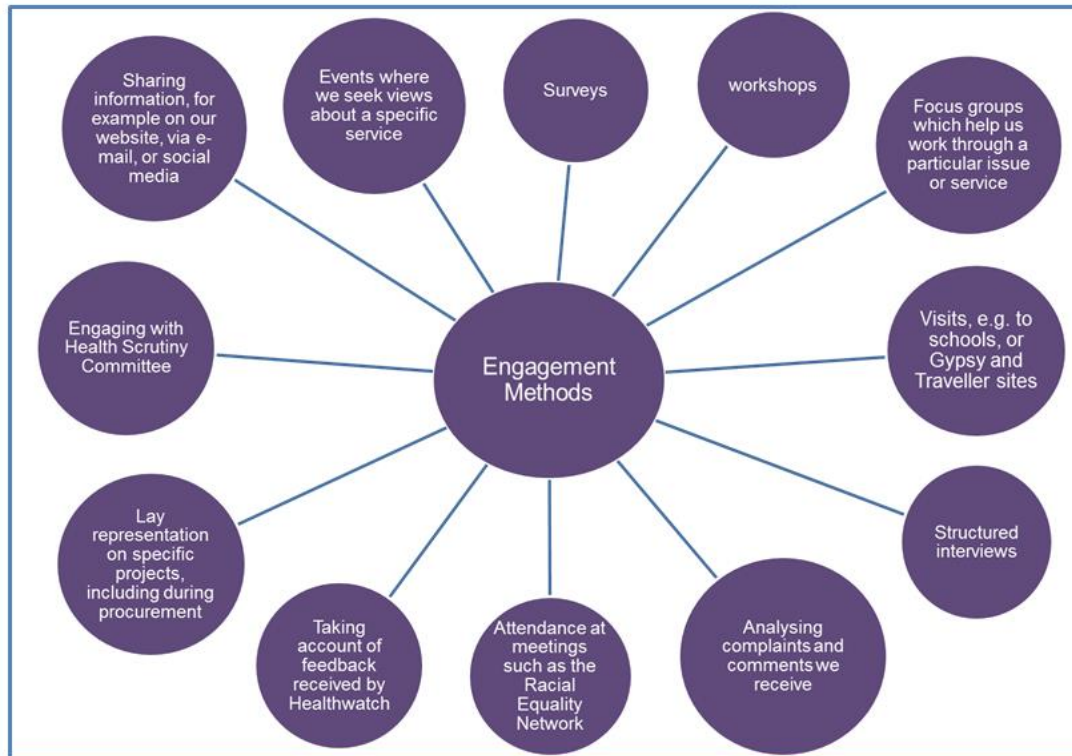 Sharing
information, for
example on our
website, via e-
mail, or social
media
Events where
we seek views
about a specific
service
Surveys
workshops
Focus groups
which help us
work through a
particular issue
or service
Engaging with
Health Scrutiny
Committee
Engagement
Methods
Visits, e.g. to
schools, or
Gypsy and
Traveller sites
Lay
representation
on specific
projects,
including during
procurement
Taking
account of
feedback
received by
Healthwatch
Attendance at
meetings such
as the
Racial
Equality
Network
Analysing
complaints and
comments we
receive
Structured
interviews